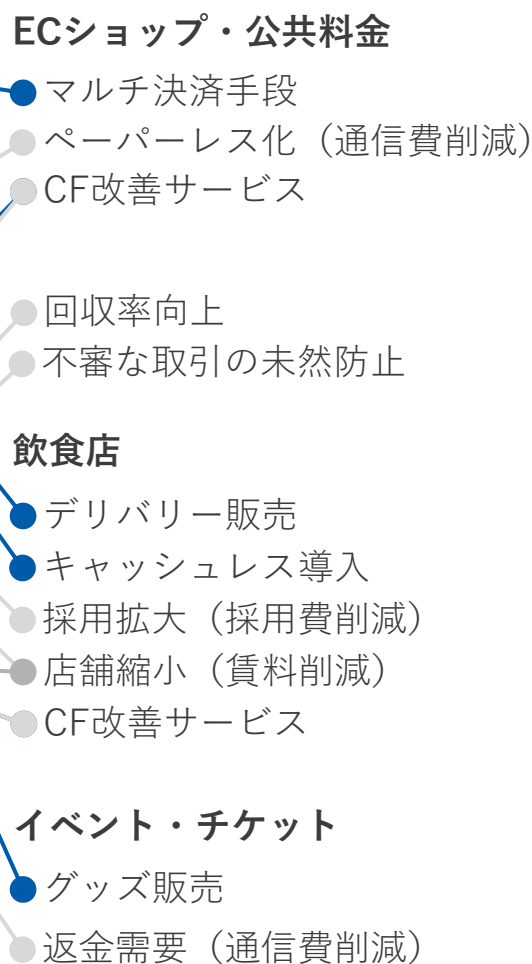 ECショップ・公共料金
マルチ決済手段
ペーパーレス化（通信費削減）
CF改善サービス
回収率向上
不審な取引の未然防止
飲食店
デリバリー販売
キャッシュレス導入
採用拡大（採用費削減）
店舗縮小（賃料削減）
CF改善サービス
イベント・チケット
グッズ販売
返金需要（通信費削減）